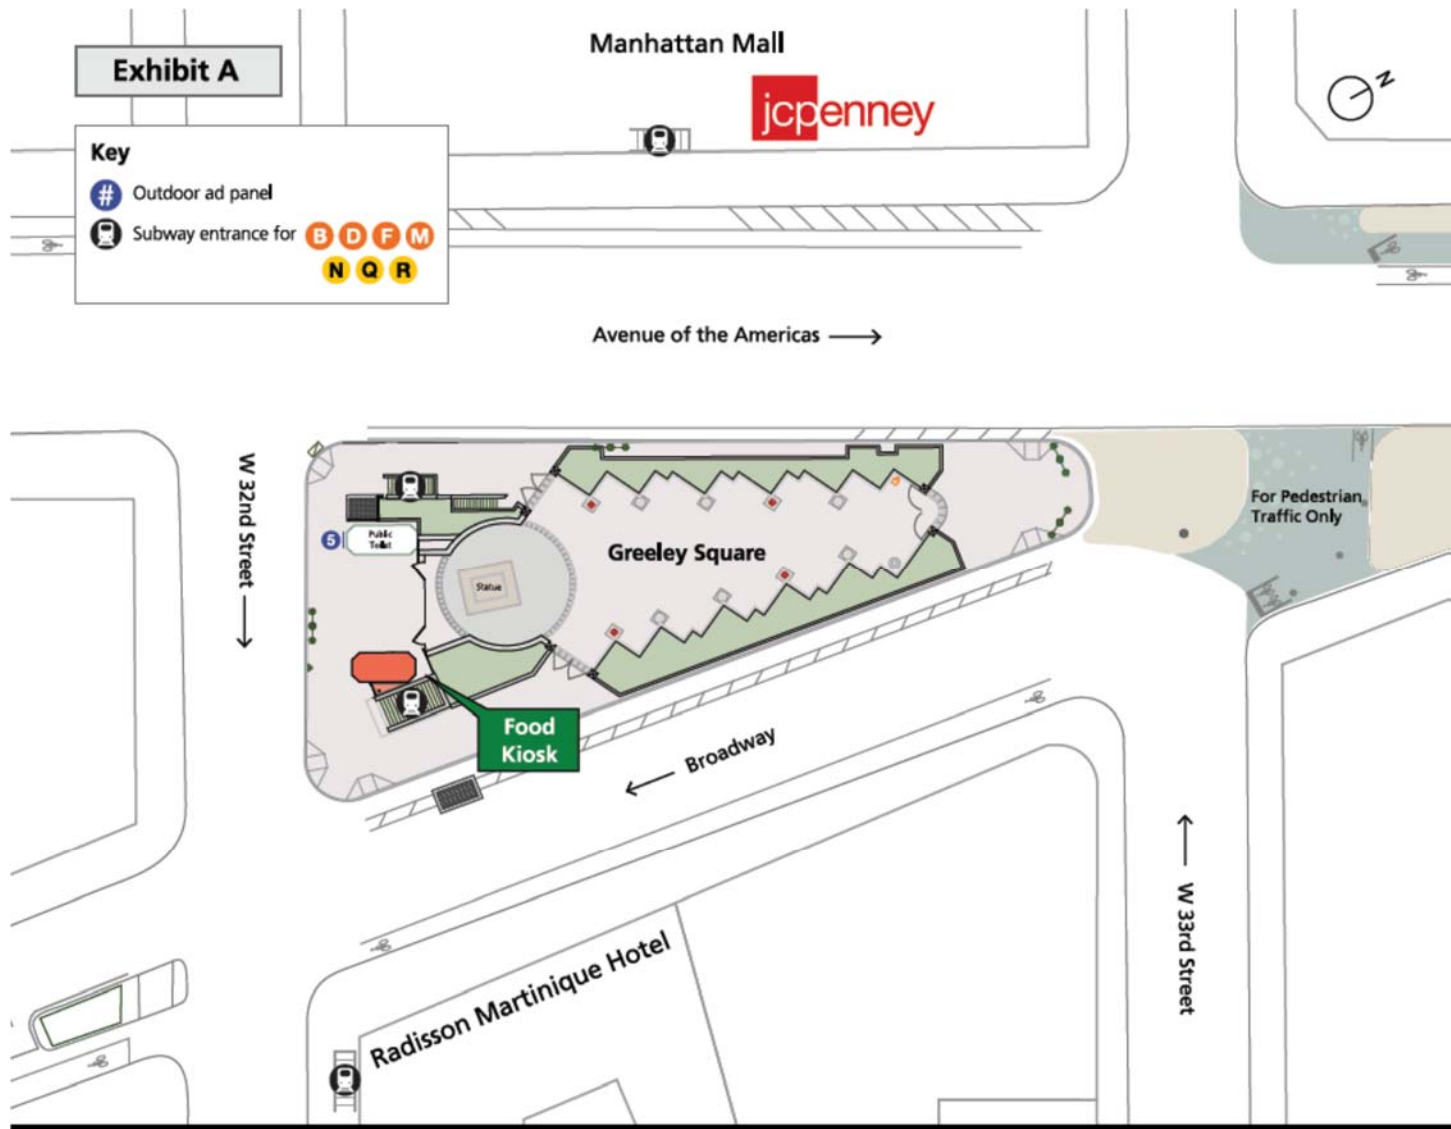 Manhattan Mall
Exhibit A
jcpenney
N
Key
# Outdoor ad panel
Subway entrance for B D F M
N Q R
Avenue of the Americas
W 32nd Street
For Pedestrian
Traffic Only
5
Public
Toilet
Greeley Square
Statue
Food
Kiosk
Broadway
W 33rd Street
Radisson Martinique Hotel